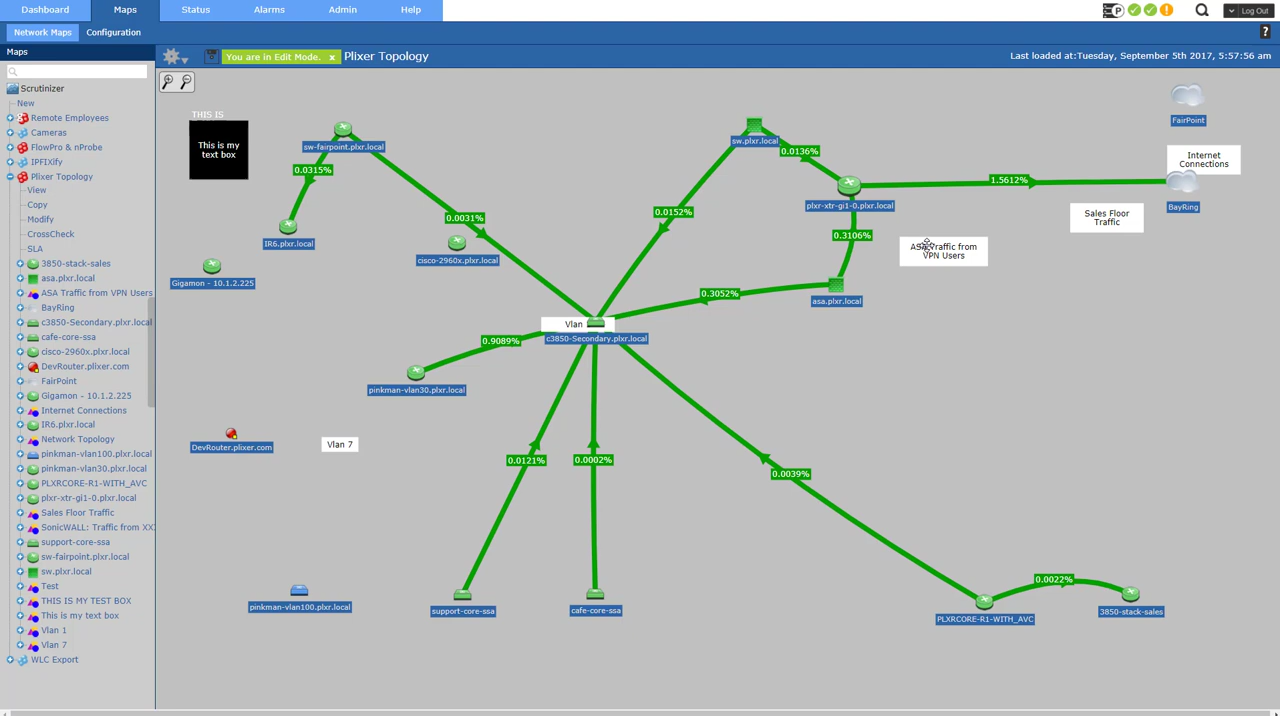 Dashboard Maps Status Alarms Admin Help
P Log Out
Network Maps Configuration ?
Maps
You are in Edit Mode. x Plixer Topology
Last loaded at:Tuesday, September 5th 2017, 5:57:56 am
Scrutinizer
New
Remote Employees
Cameras
FlowPro & nProbe
IPFIXify
Plixer Topology
View
Copy
Modify
CrossCheck
SLA
3850-stack-sales
asa.plxr.local
ASA Traffic from VPN Users
BayRing
c3850-Secondary.plxr.local
cafe-core-ssa
cisco-2960x.plxr.local
DevRouter.plixer.com
FairPoint
Gigamon - 10.1.2.225
Internet Connections
IR6.plxr.local
Network Topology
pinkman-vlan100.plxr.local
pinkman-vlan30.plxr.local
PLXRCORE-R1-WITH_AVC
plxr-xtr-gi1-0.plxr.local
Sales Floor Traffic
SonicWALL: Traffic from XX
support-core-ssa
sw-fairpoint.plxr.local
sw.plxr.local
Test
THIS IS MY TEST BOX
This is my text box
Vlan 1
Vlan 7
WLC Export
THIS IS
This is my
text box
sw-fairpoint.plxr.local
0.0315%
IR6.plxr.local
Gigamon - 10.1.2.225
0.0031%
cisco-2960x.plxr.local
sw.plxr.local
0.0136%
0.0152%
plxr-xtr-gi1-0.plxr.local
1.5612%
0.3106%
FairPoint
Internet
Connections
BayRing
Sales Floor
Traffic
ASA Traffic from
VPN Users
0.3052%
asa.plxr.local
Vlan
c3850-Secondary.plxr.local
0.9089%
pinkman-vlan30.plxr.local
DevRouter.plixer.com
Vlan 7
0.0121%
0.0002%
0.0039%
pinkman-vlan100.plxr.local
support-core-ssa
cafe-core-ssa
0.0022%
PLXRCORE-R1-WITH_AVC
3850-stack-sales